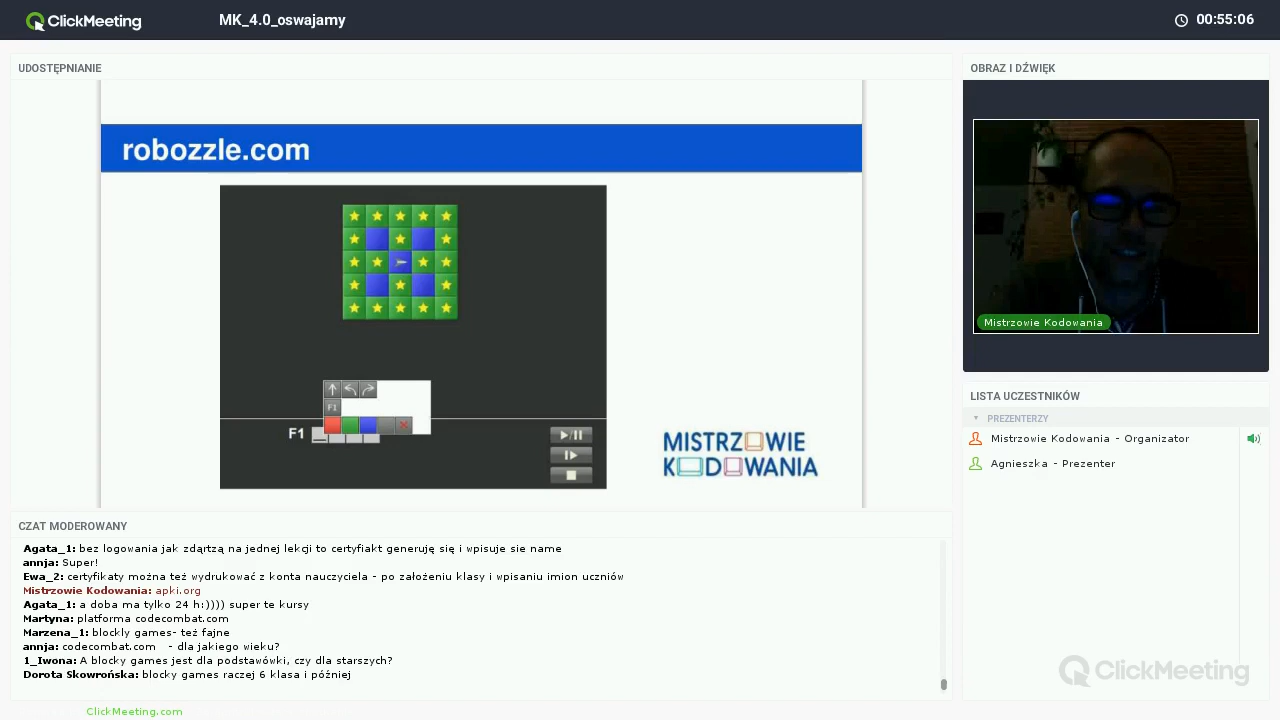 ClickMeeting
MK_4.0_oswajamy
00:55:06
UDOSTĘPNIANIE
robozzle.com
F1
F1
MISTRZOWIE
KODOWANIA
OBRAZ I DŹWIĘK
Mistrzowie Kodowania
LISTA UCZESTNIKÓW
PREZENTERZY
Mistrzowie Kodowania - Organizator
Agnieszka - Prezenter
CZAT MODEROWANY
Agata_1: bez logowania jak zdąrtzą na jednej lekcji to certyfiakt generuję się i wpisuje sie name
annja: Super!
Ewa_2: certyfikaty można też wydrukować z konta nauczyciela - po założeniu klasy i wpisaniu imion uczniów
Mistrzowie Kodowania: apki.org
Agata_1: a doba ma tylko 24 h:)))) super te kursy
Martyna: platforma codecombat.com
Marzena_1: blockly games- też fajne
annja: codecombat.com - dla jakiego wieku?
1_Iwona: A blocky games jest dla podstawówki, czy dla starszych?
Dorota Skowrońska: blocky games raczej 6 klasa i później
ClickMeeting
ClickMeeting.com